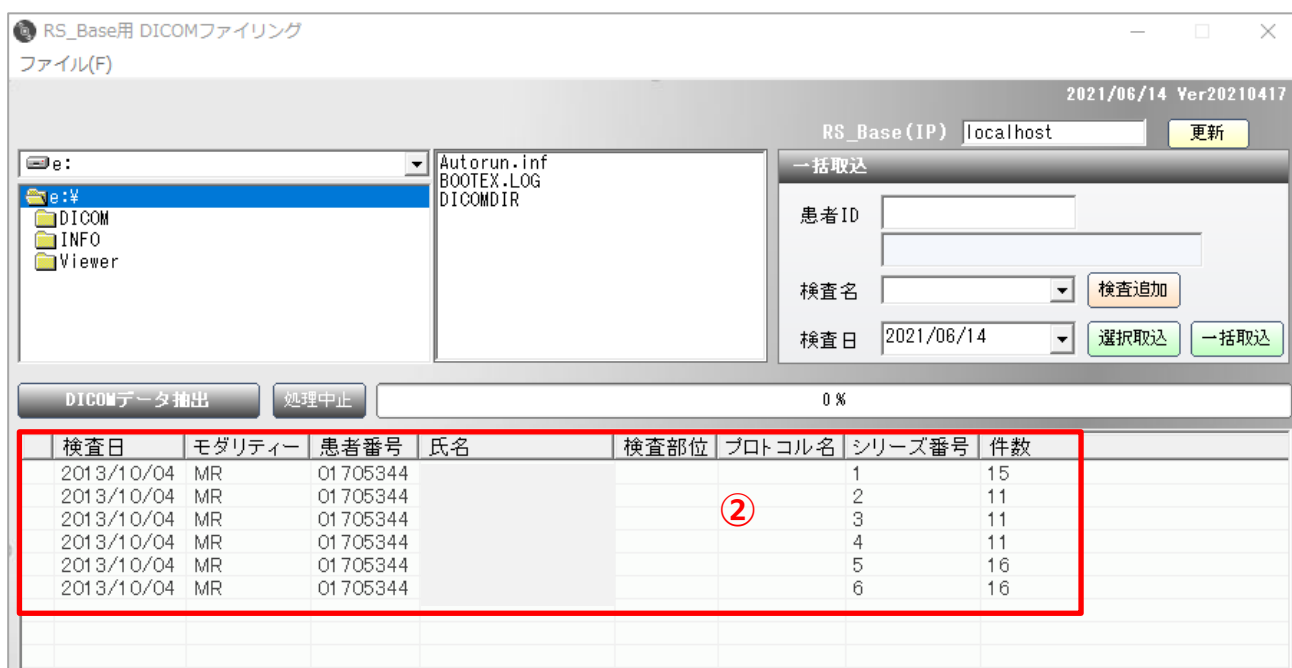 RS_Base用 DICOMファイリング
ファイル(F)
2021/06/14 Ver20210417
RS_Base(IP) localhost 更新
e:
e:¥
DICOM
INFO
Viewer
Autorun.inf
BOOTEX.LOG
DICOMDIR
一括取込
患者ID
検査名 検査追加
検査日 2021/06/14 選択取込 一括取込
DICOMデータ抽出 処理中止 0 %
検査日 モダリティー 患者番号 氏名 検査部位 プロトコル名 シリーズ番号 件数
2013/10/04 MR 01705344 1 15
2013/10/04 MR 01705344 2 11
②
2013/10/04 MR 01705344 3 11
2013/10/04 MR 01705344 4 11
2013/10/04 MR 01705344 5 16
2013/10/04 MR 01705344 6 16